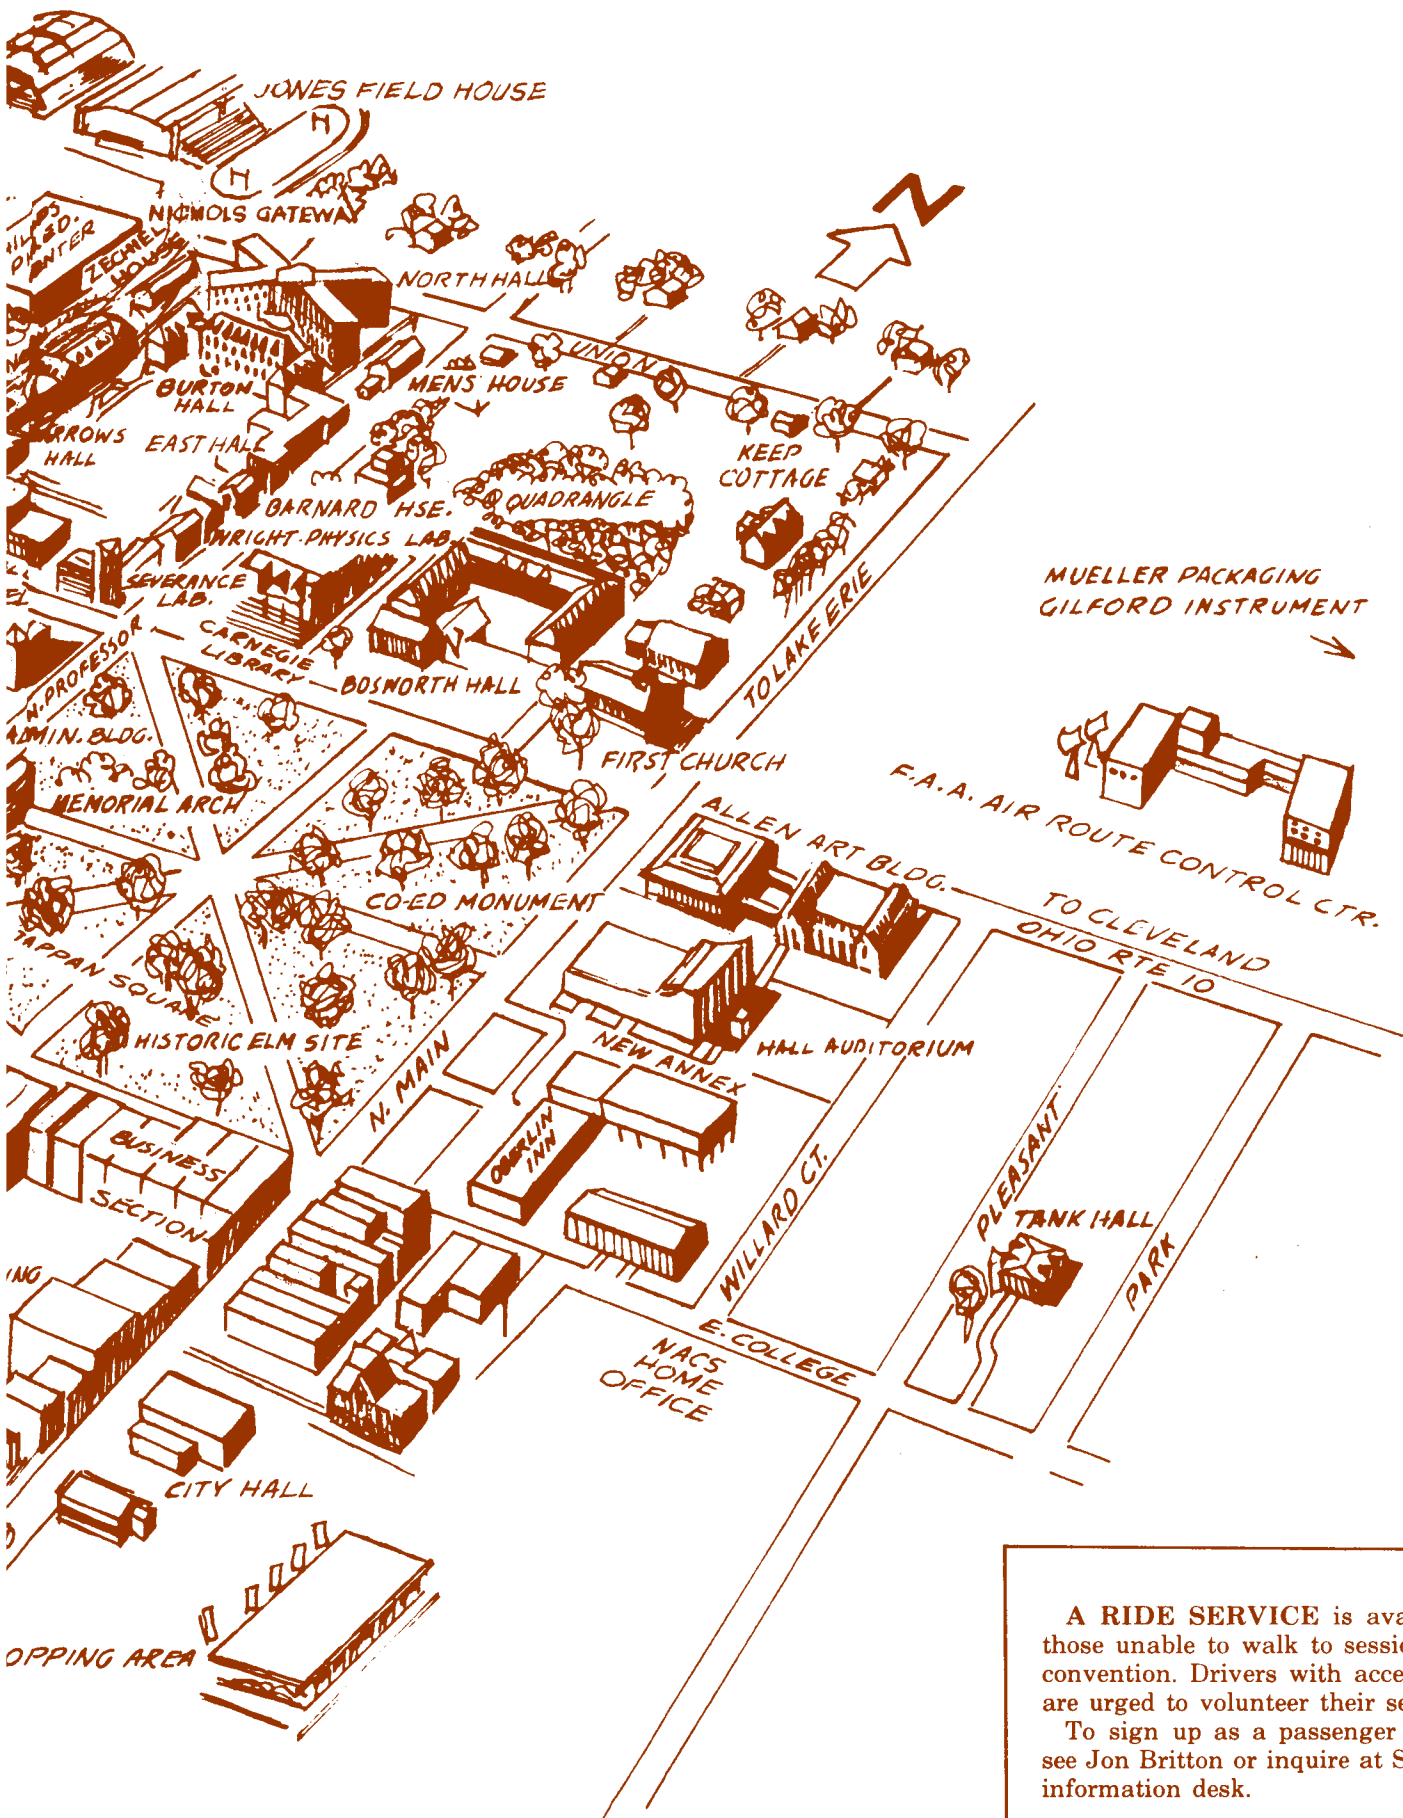 JONES FIELD HOUSE
H
H
N
NICHOLS GATEWAY
ZECHIEL
HOUSE
NORTH HALL
UNION
BURTON
HALL
MENS HOUSE
EAST HALL
HALL
KEEP
COTTAGE
QUADRANGLE
BARNARD HSE.
WRIGHT PHYSICS LAB.
SEVERANCE
LAB.
CARNEGIE
LIBRARY
BOSWORTH HALL
TO LAKE ERIE
MUELLER PACKAGING
GILFORD INSTRUMENT
N. PROFESSOR
ADMIN. BLDG.
MEMORIAL ARCH
FIRST CHURCH
F.A.A. AIR ROUTE CONTROL CTR.
ALLEN ART BLDG.
CO-ED MONUMENT
TO CLEVELAND
OHIO RTE 10
TAPPAN SQUARE
HISTORIC ELM SITE
N. MAIN
NEW ANNEX
HALL AUDITORIUM
BUSINESS
SECTION
OBERLIN
INN
WILLARD CT.
PLEASANT
TANK HALL
PARK
E. COLLEGE
NACS
HOME
OFFICE
CITY HALL
OPPING AREA
A RIDE SERVICE is ava
those unable to walk to sessi
convention. Drivers with acce
are urged to volunteer their se
To sign up as a passenger
see Jon Britton or inquire at S
information desk.